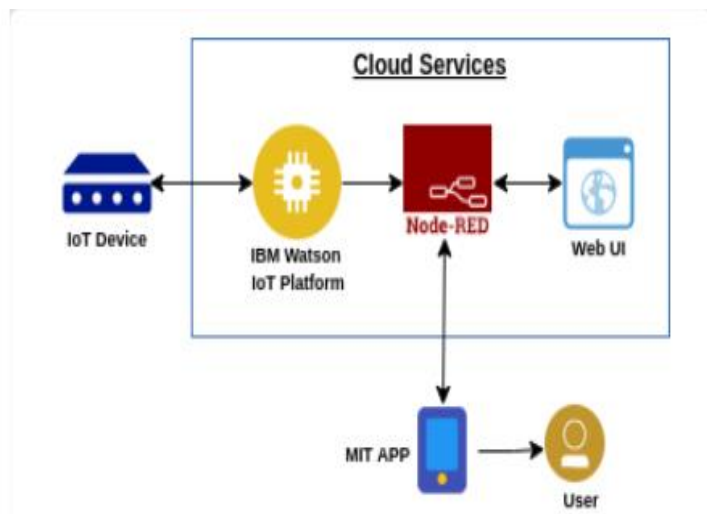 Cloud Services
IoT Device
IBM Watson
IoT Platform
Node-RED
Web UI
MIT APP
User